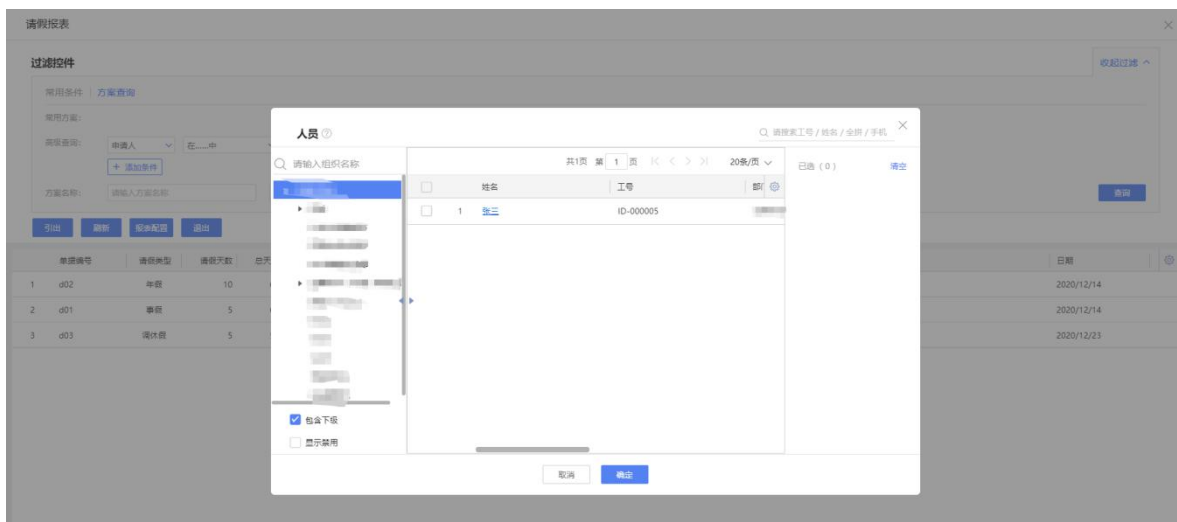 请假报表
过滤控件
收起过滤
常用条件 方案查询
常用方案:
高级查询: 申请人 在......中
+ 添加条件
方案名称: 请输入方案名称
查询
引出 刷新 报表配置 退出
单据编号 请假类型 请假天数 总天 日期
1 d02 年假 10 2020/12/14
2 d01 事假 5 2020/12/14
3 d03 调休假 5 2020/12/23
人员
请搜索工号/姓名/全拼/手机
请输入组织名称
共1页 第 1 页 20条/页
已选(0) 清空
姓名 工号
1 张三 ID-000005
包含下级
显示禁用
取消 确定